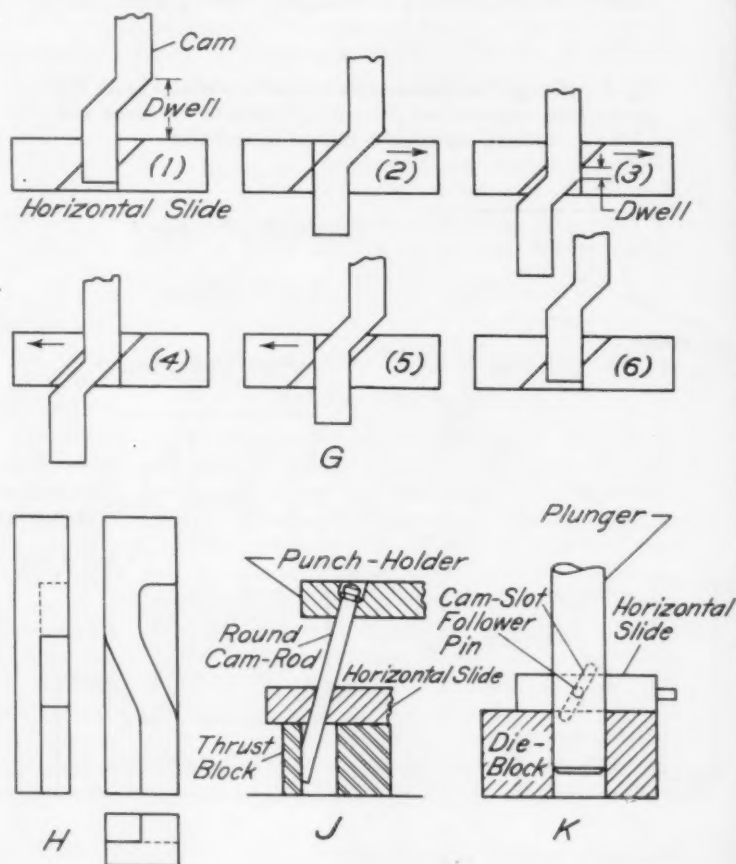 Cam
Dwell
(1)
(2)
(3)
Horizontal Slide
Dwell
(4)
(5)
(6)
G
Plunger
Punch-Holder
Cam-Slot
Follower
Pin
Horizontal
Slide
Round
Cam-Rod
Horizontal Slide
Thrust
Block
Die-
Block
H
J
K